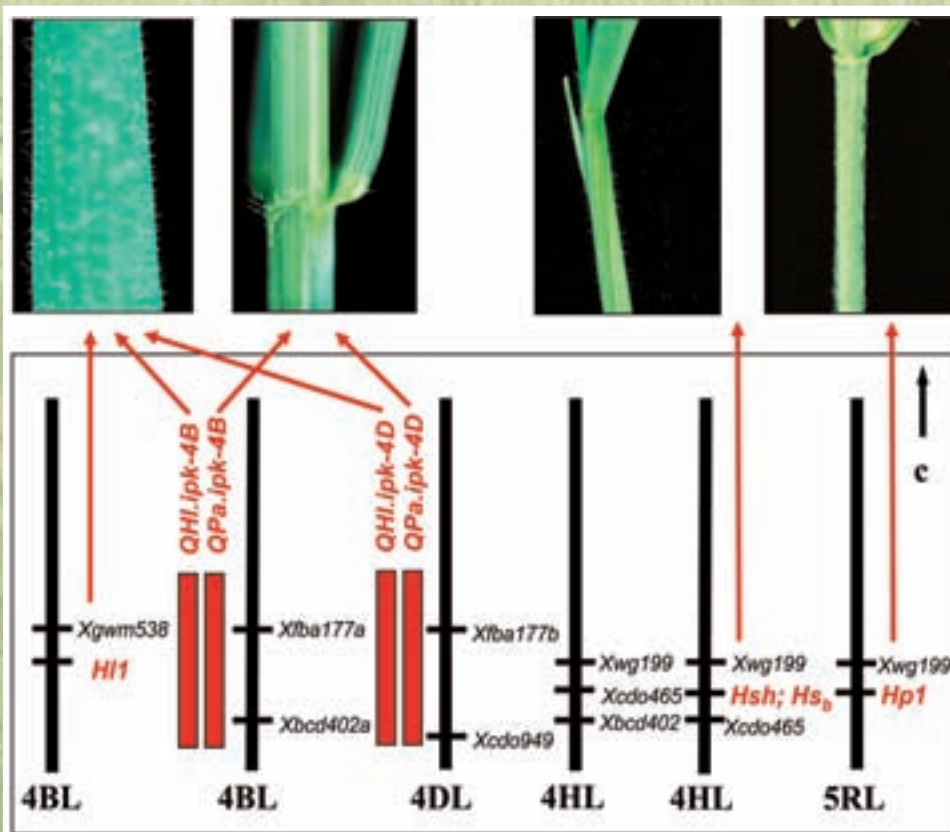 QHl.ipk-4B
QPa.ipk-4B
QHl.ipk-4D
QPa.ipk-4D
c
Xgwm538
Hl1
Xfba177a
Xbcd402a
Xfba177b
Xcdo949
Xwg199
Xcdo465
Xbcd402
Xwg199
Hsh; Hsb
Xcdo465
Xwg199
Hp1
4BL
4BL
4DL
4HL
4HL
5RL